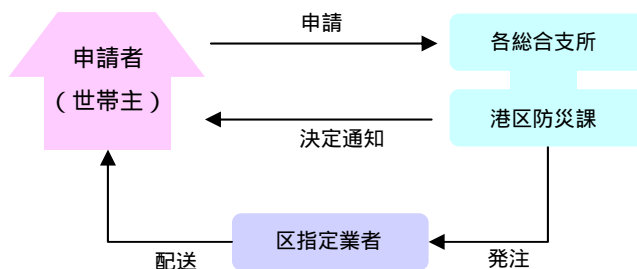 申請
各総合支所
申請者
（世帯主）
港区防災課
決定通知
区指定業者
配送
発注